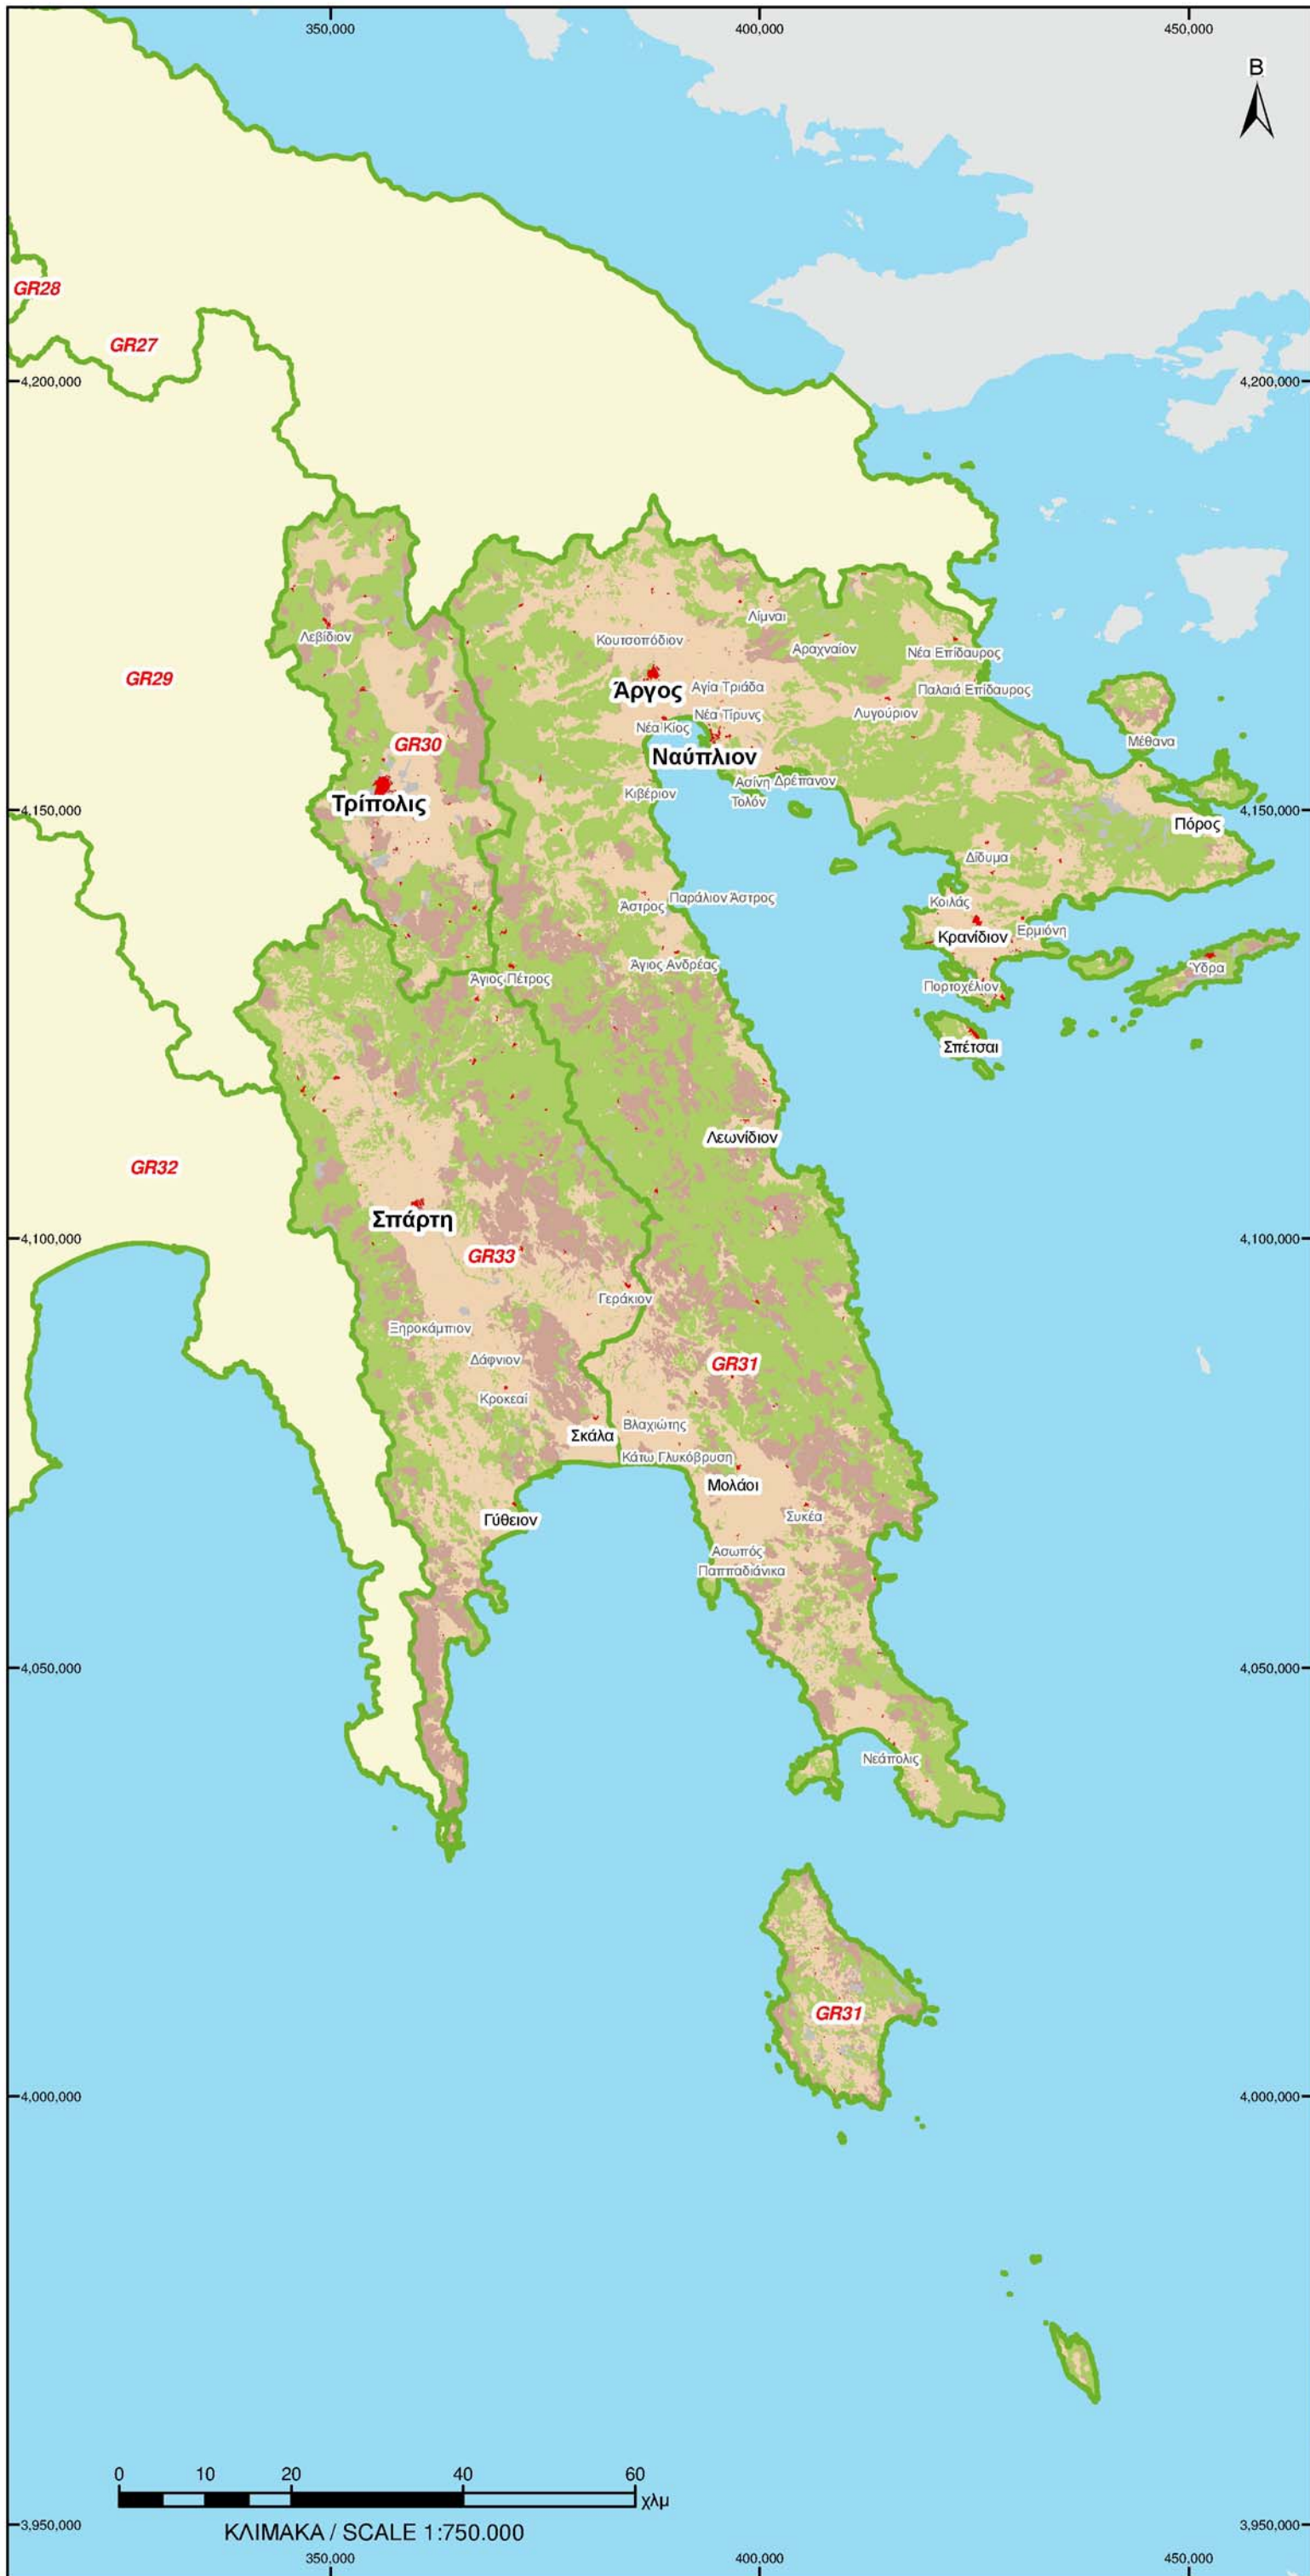 350,000
400,000
450,000
B
GR28
GR27
4,200,000
4,200,000
Λίμναι
Λεβίδιον
Κουτσοπόδιον
Αραχναίον
Νέα Επίδαυρος
GR29
Άργος
Αγία Τριάδα
Παλαιά Επίδαυρος
Νέα Τίρυνς
Λυγούριον
Νέα Κίος
GR30
Μέθανα
Ναύπλιον
Ασίνη
Δρέπανον
Κιβέριον
Τολόν
Τρίπολις
4,150,000
4,150,000
Πόρος
Δίδυμα
Παράλιον Άστρος
Κοιλάς
Άστρος
Ερμιόνη
Κρανίδιον
Άγιος Ανδρέας
Ύδρα
Άγιος Πέτρος
Πορτοχέλιον
Σπέτσαι
Λεωνίδιον
GR32
Σπάρτη
4,100,000
4,100,000
GR33
Γεράκιον
Ξηροκάμπιον
Δάφνιον
GR31
Κροκεαί
Βλαχιώτης
Σκάλα
Κάτω Γλυκόβρυση
Μολάοι
Συκέα
Γύθειον
Ασωπός
Παππαδιάνικα
4,050,000
4,050,000
Νεάπολις
GR31
4,000,000
4,000,000
0
10
20
40
60
χλμ
3,950,000
ΚΛΙΜΑΚΑ / SCALE 1:750.000
3,950,000
350,000
400,000
450,000